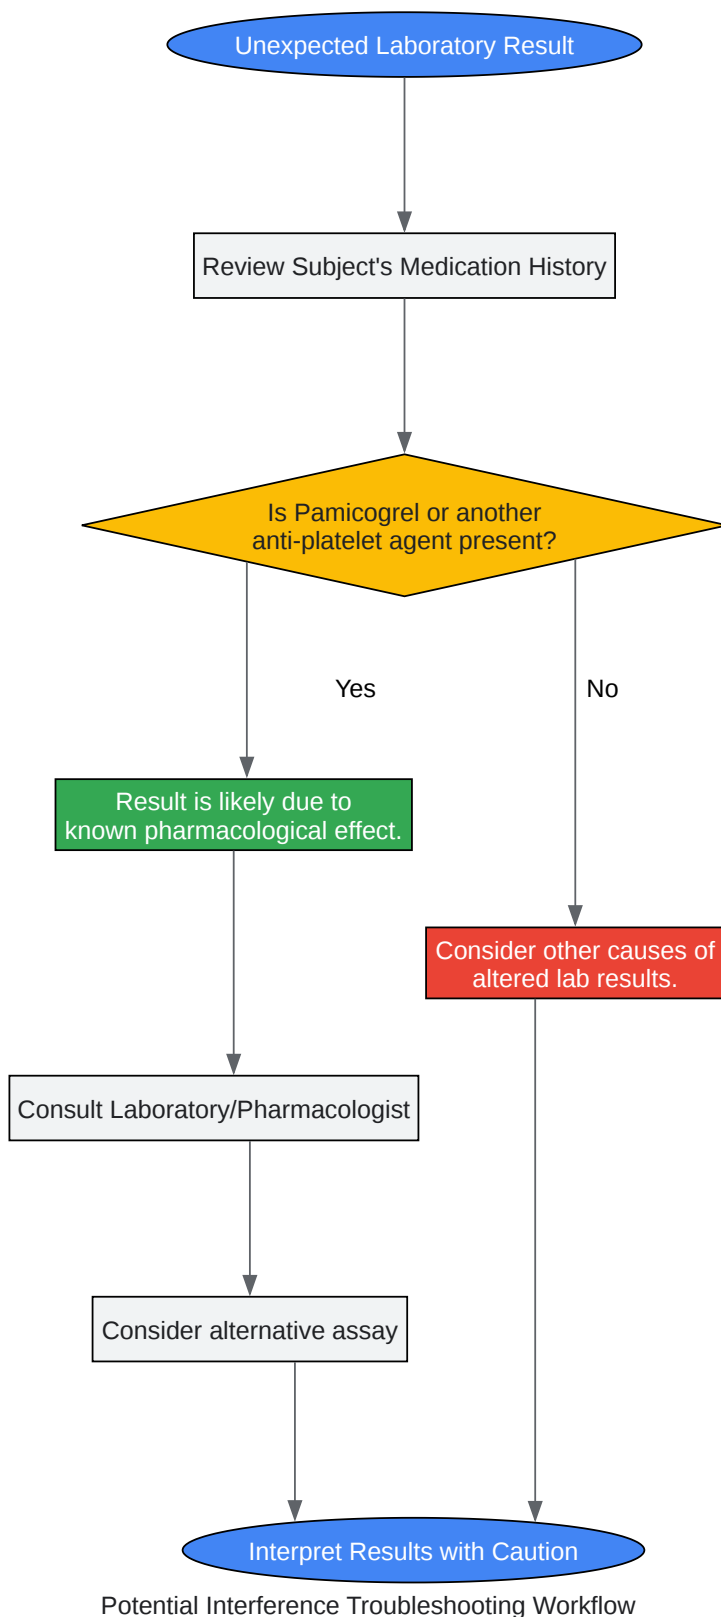 Unexpected Laboratory Result
Review Subject's Medication History
Is Pamicogrel or another
anti-platelet agent present?
Yes
No
Result is likely due to
known pharmacological effect.
Consider other causes of
altered lab results.
Consult Laboratory/Pharmacologist
Consider alternative assay
Interpret Results with Caution
Potential Interference Troubleshooting Workflow